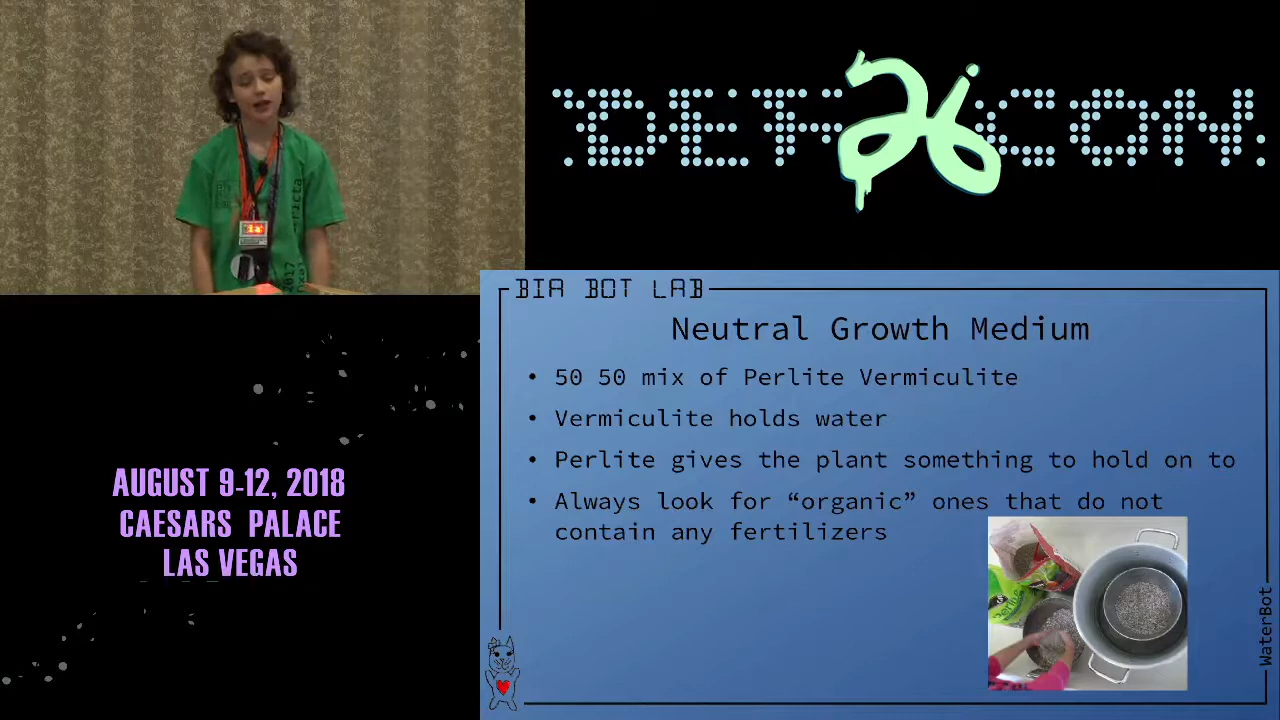 DEF 26 CON
BIA BOT LAB
Neutral Growth Medium
• 50 50 mix of Perlite Vermiculite
• Vermiculite holds water
• Perlite gives the plant something to hold on to
• Always look for “organic” ones that do not
contain any fertilizers
WaterBot
AUGUST 9-12, 2018
CAESARS PALACE
LAS VEGAS
2017